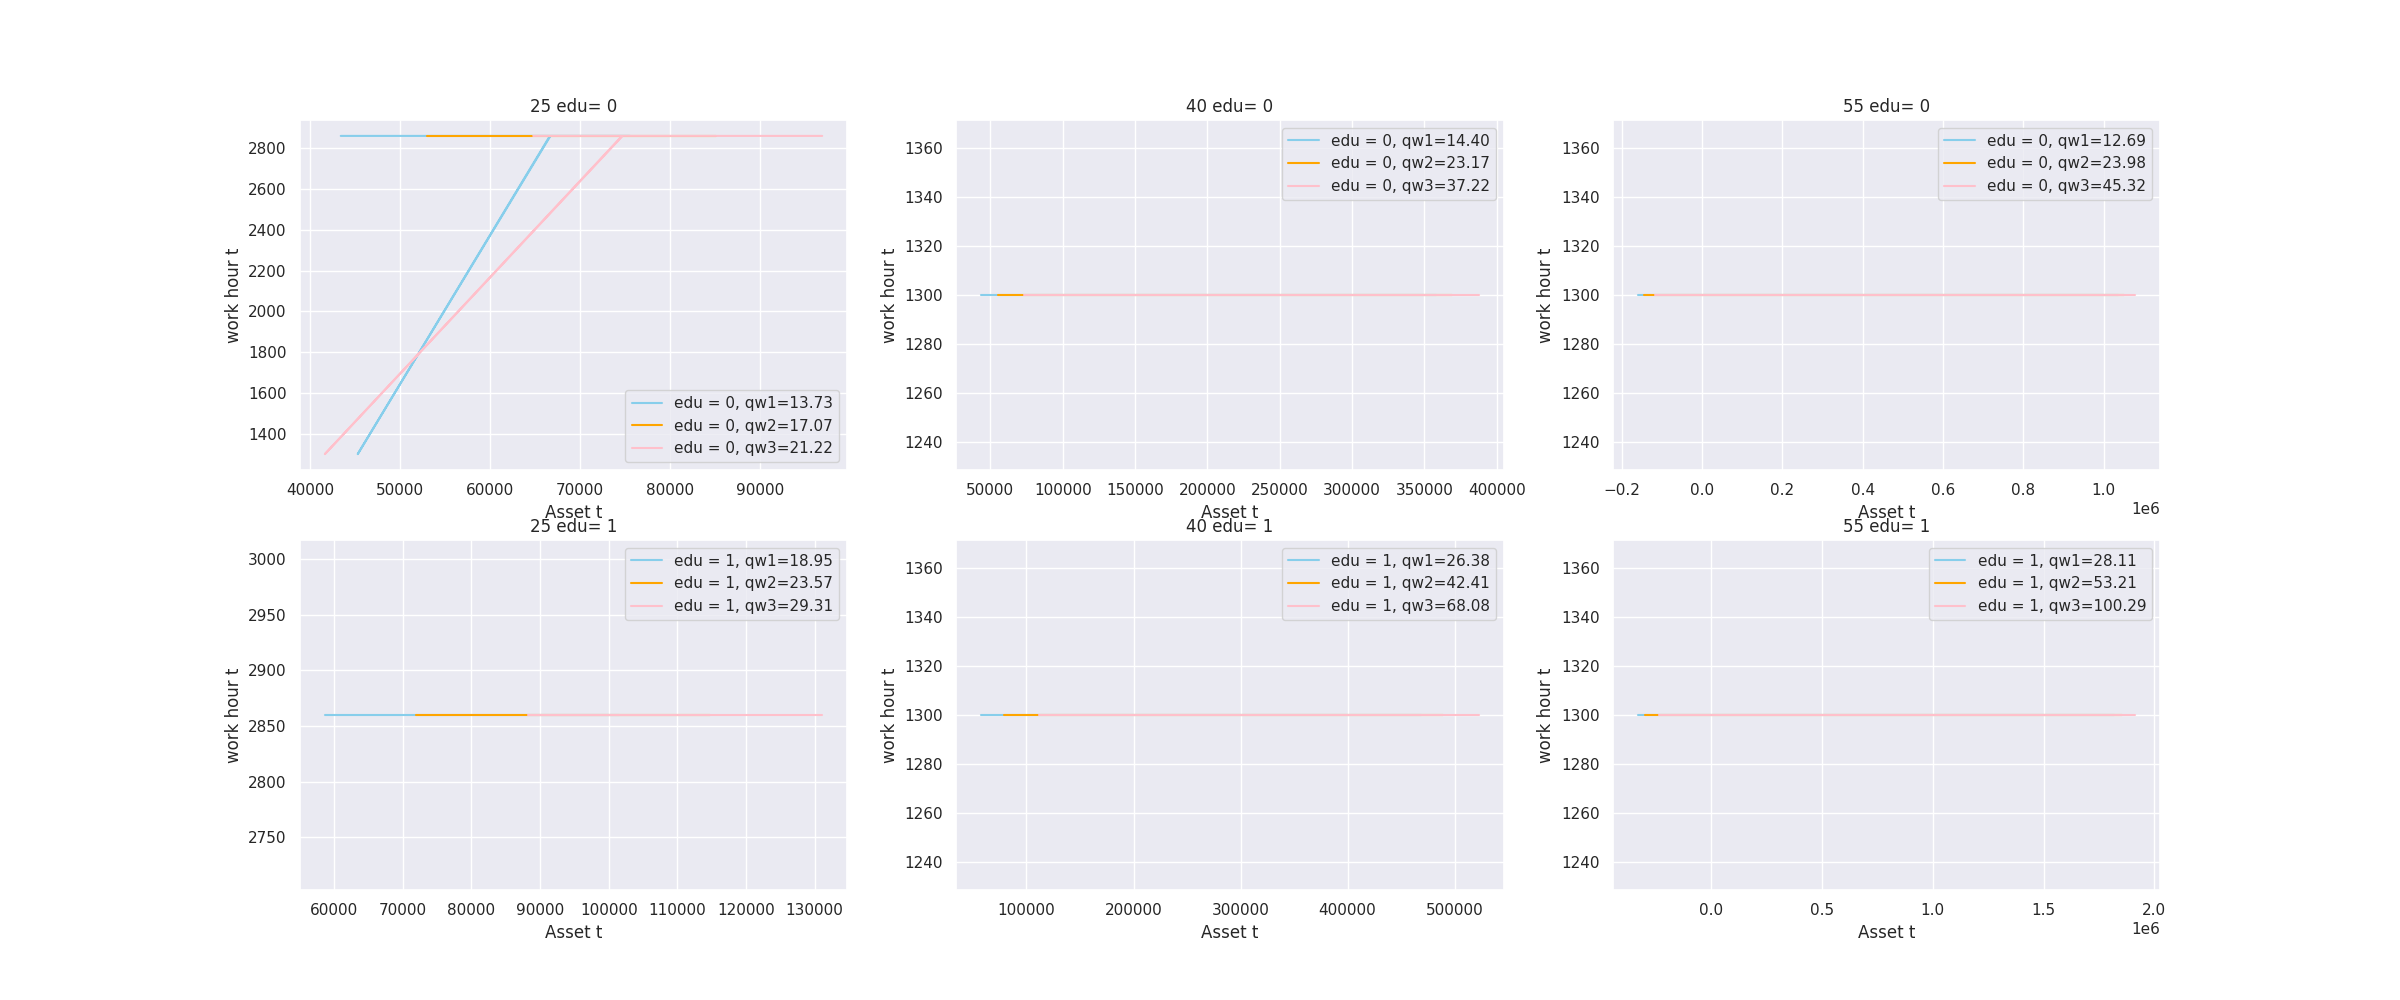 25 edu= 0
work hour t
2800
2600
2400
2200
2000
1800
1600
1400
edu = 0, qw1=13.73
edu = 0, qw2=17.07
edu = 0, qw3=21.22
40000 50000 60000 70000 80000 90000
Asset t
40 edu= 0
work hour t
1360
1340
1320
1300
1280
1260
1240
edu = 0, qw1=14.40
edu = 0, qw2=23.17
edu = 0, qw3=37.22
50000 100000 150000 200000 250000 300000 350000 400000
Asset t
55 edu= 0
work hour t
1360
1340
1320
1300
1280
1260
1240
edu = 0, qw1=12.69
edu = 0, qw2=23.98
edu = 0, qw3=45.32
−0.2 0.0 0.2 0.4 0.6 0.8 1.0
1e6
Asset t
25 edu= 1
work hour t
3000
2950
2900
2850
2800
2750
edu = 1, qw1=18.95
edu = 1, qw2=23.57
edu = 1, qw3=29.31
60000 70000 80000 90000 100000 110000 120000 130000
Asset t
40 edu= 1
work hour t
1360
1340
1320
1300
1280
1260
1240
edu = 1, qw1=26.38
edu = 1, qw2=42.41
edu = 1, qw3=68.08
100000 200000 300000 400000 500000
Asset t
55 edu= 1
work hour t
1360
1340
1320
1300
1280
1260
1240
edu = 1, qw1=28.11
edu = 1, qw2=53.21
edu = 1, qw3=100.29
0.0 0.5 1.0 1.5 2.0
1e6
Asset t